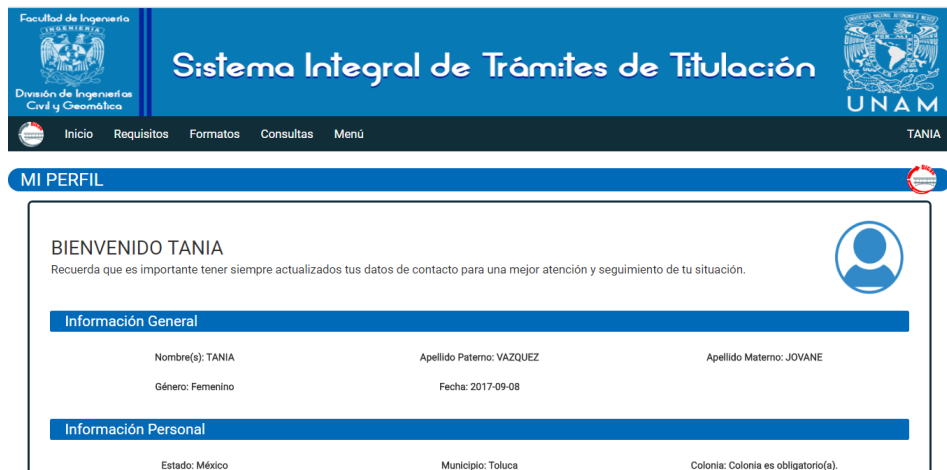 Facultad de Ingeniería
INGENIERIA
División de Ingenierías
Civil y Geomática
Sistema Integral de Trámites de Titulación
UNAM
Inicio Requisitos Formatos Consultas Menú TANIA
MI PERFIL
BIENVENIDO TANIA
Recuerda que es importante tener siempre actualizados tus datos de contacto para una mejor atención y seguimiento de tu situación.
Información General
Nombre(s): TANIA Apellido Paterno: VAZQUEZ Apellido Materno: JOVANE
Género: Femenino Fecha: 2017-09-08
Información Personal
Estado: México Municipio: Toluca Colonia: Colonia es obligatorio(a).